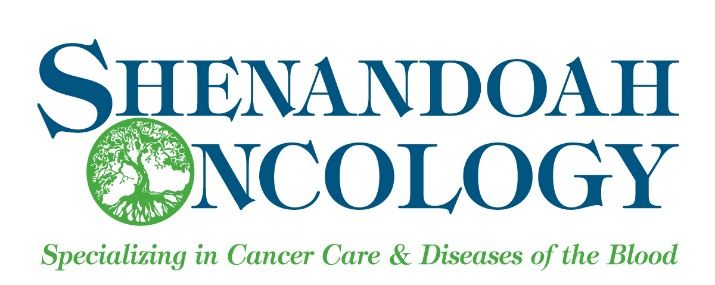 SHENANDOAH
ONCOLOGY
Specializing in Cancer Care & Diseases of the Blood